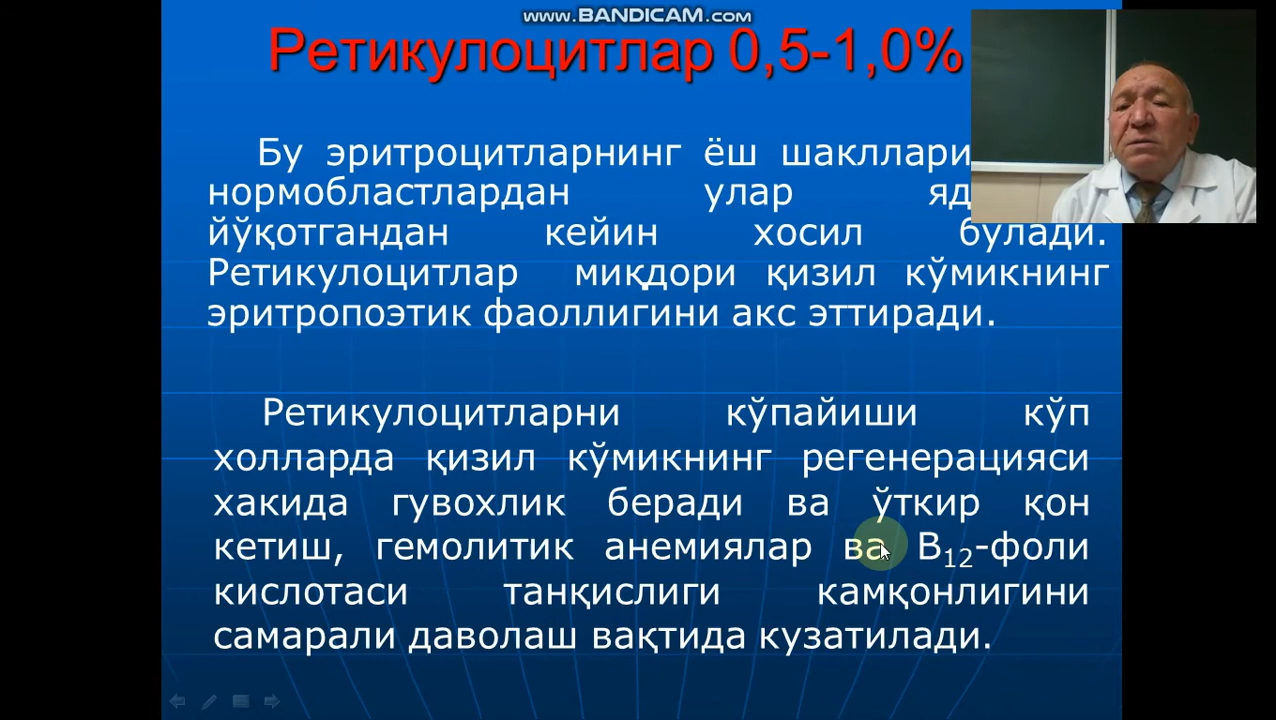 www.BANDICAM.com
Ретикулоцитлар 0,5-1,0%
Бу эритроцитларнинг ёш шакллари
нормобластлардан улар
йўқотгандан кейин хосил булади.
Ретикулоцитлар миқдори қизил кўмикнинг
эритропоэтик фаоллигини акс эттиради.
Ретикулоцитларни кўпайиши кўп
холларда қизил кўмикнинг регенерацияси
хакида гувохлик беради ва ўткир қон
кетиш, гемолитик анемиялар ва В12-фоли
кислотаси танқислиги камқонлигини
самарали даволаш вақтида кузатилади.